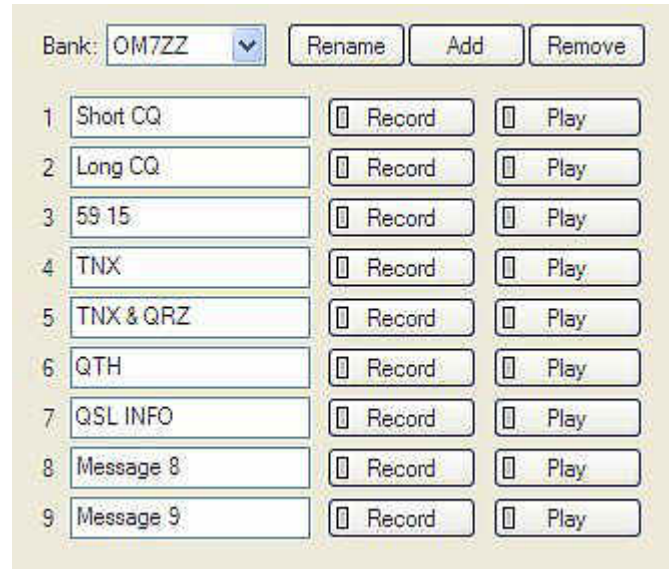 Bank: OM7ZZ Rename Add Remove
1 Short CQ Record Play
2 Long CQ Record Play
3 59 15 Record Play
4 TNX Record Play
5 TNX & QRZ Record Play
6 QTH Record Play
7 QSL INFO Record Play
8 Message 8 Record Play
9 Message 9 Record Play